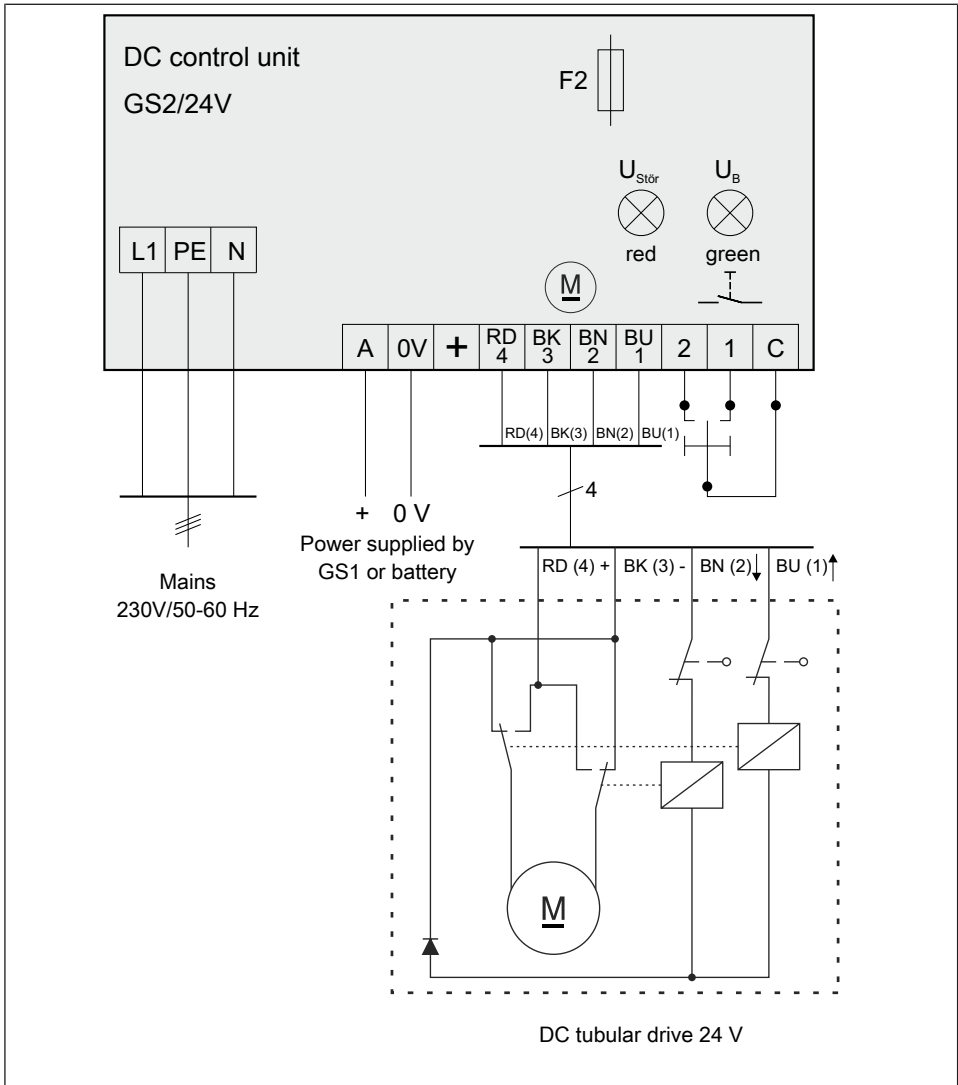 DC control unit
GS2/24V
F2
UStör
UB
red
green
L1 PE N
M
A 0V + RD 4 BK 3 BN 2 BU 1 2 1 C
RD(4) BK(3) BN(2) BU(1)
4
+ 0 V
Power supplied by
GS1 or battery
Mains
230V/50-60 Hz
RD (4) + BK (3) - BN (2) BU (1)
M
DC tubular drive 24 V